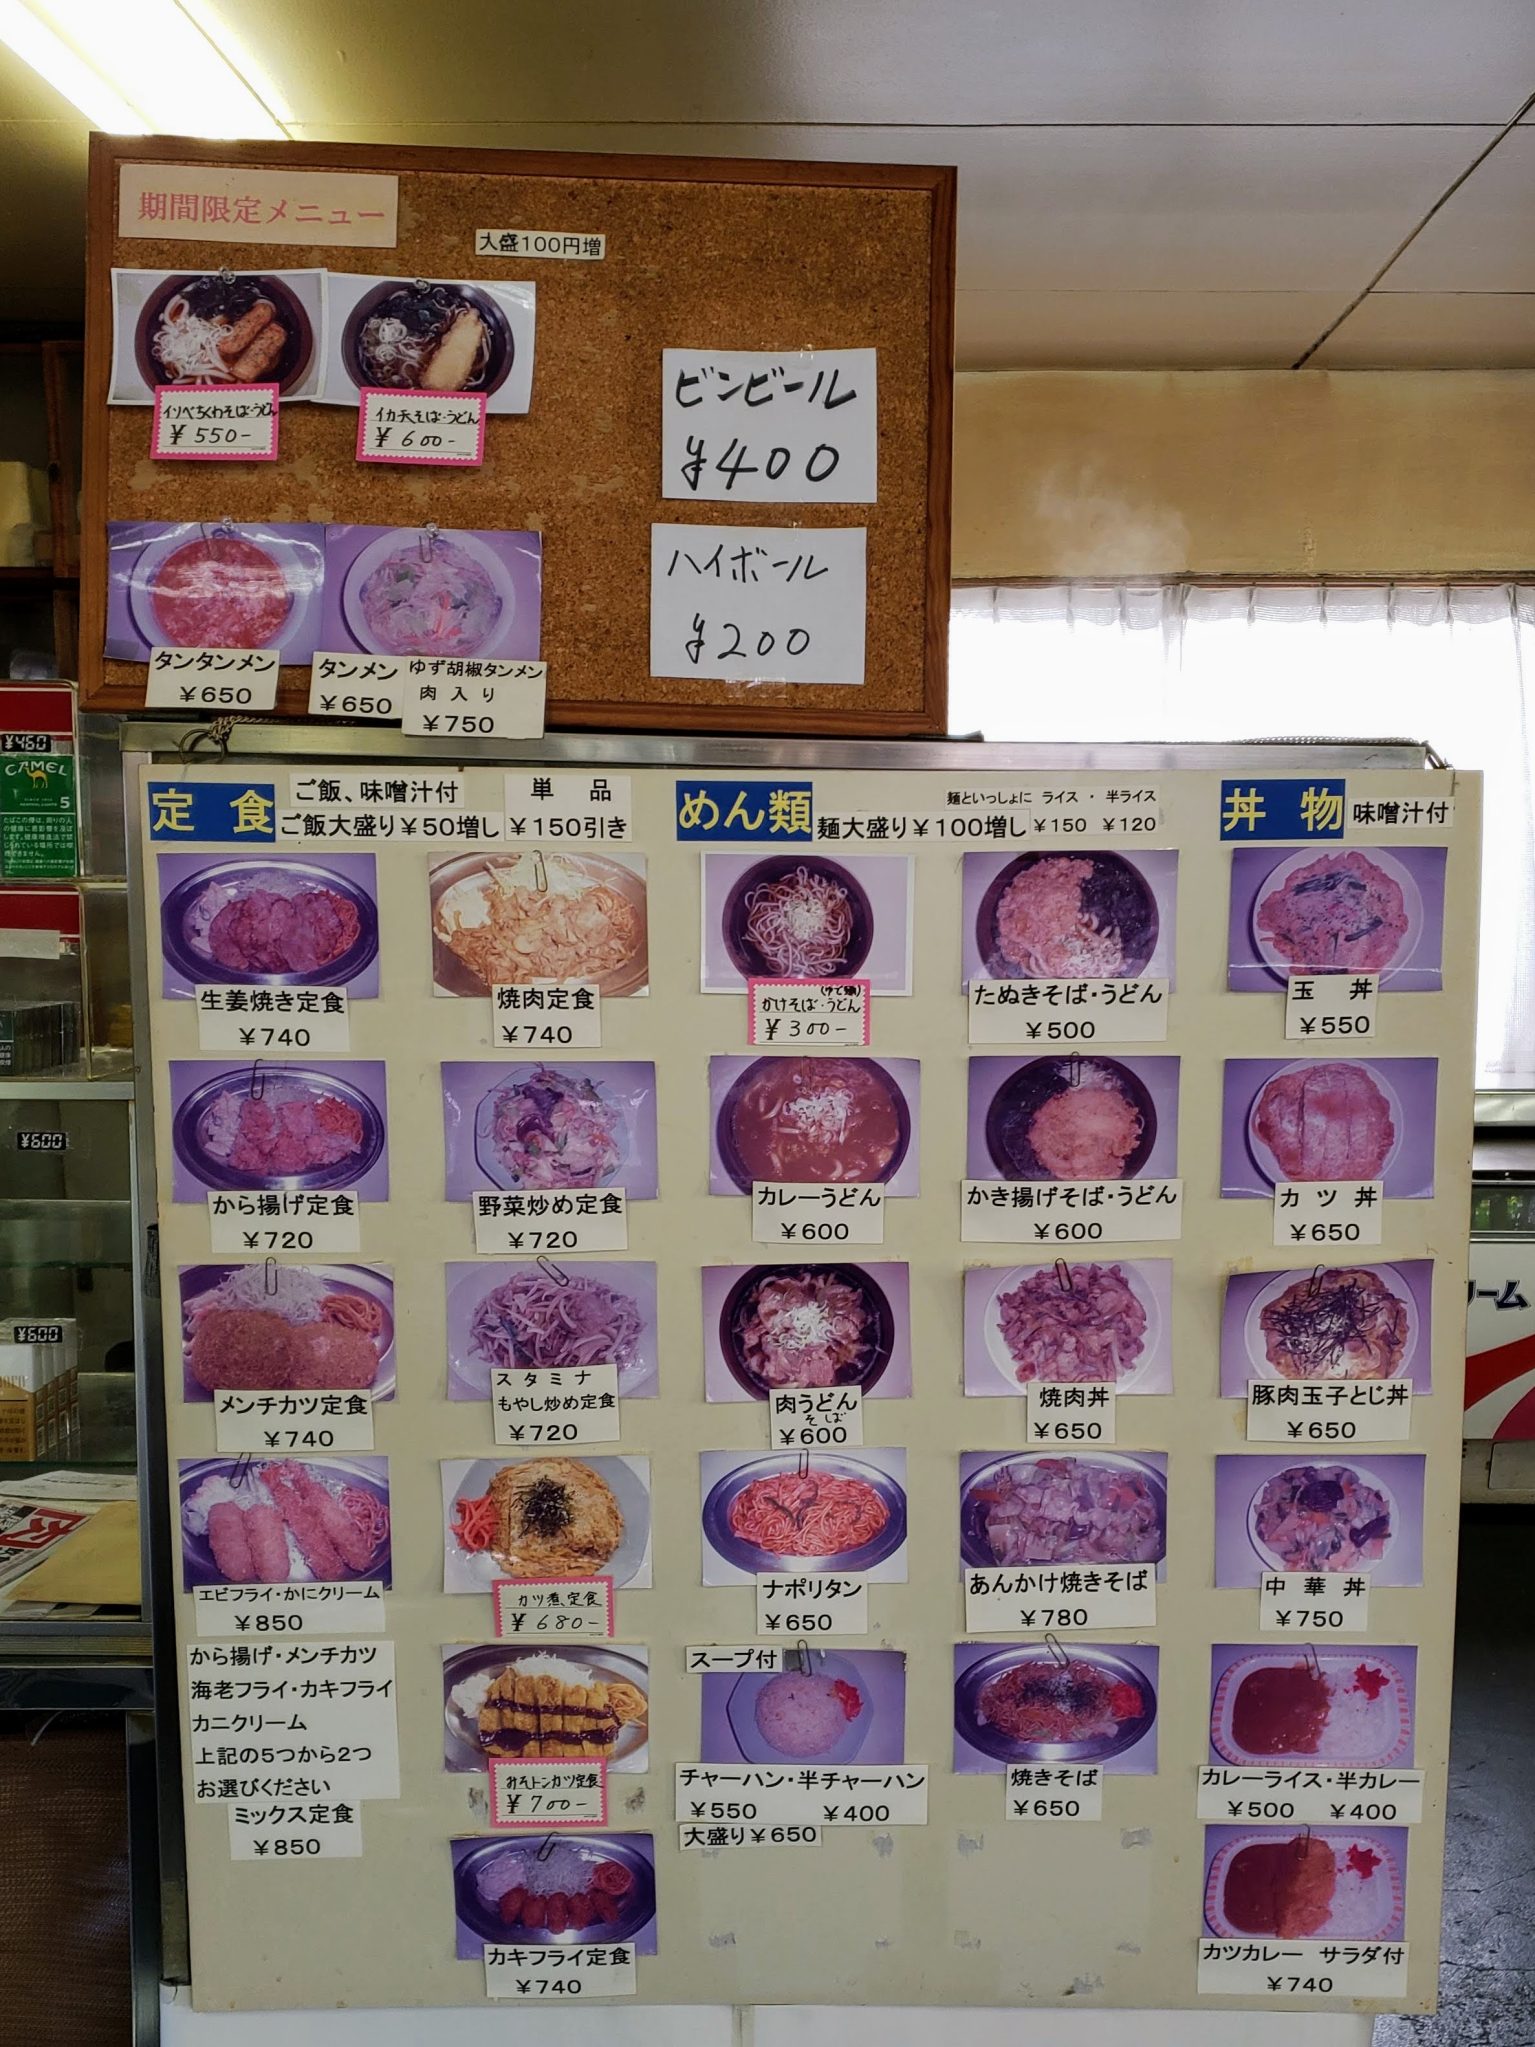 期間限定メニュー
大盛100円増
イソベちくわそば・うどん
¥550-
イカ天そば・うどん
¥600-
ビンビール
¥400
ハイボール
¥200
タンタンメン
¥650
タンメン
¥650
ゆず胡椒タンメン
肉入り
¥750
¥460
CAMEL
5
¥600
¥600
定食
ご飯、味噌汁付
ご飯大盛り¥50増し
単品
¥150引き
生姜焼き定食
¥740
焼肉定食
¥740
から揚げ定食
¥720
野菜炒め定食
¥720
メンチカツ定食
¥740
スタミナ
もやし炒め定食
¥720
エビフライ・かにクリーム
¥850
カツ煮定食
¥680-
から揚げ・メンチカツ
海老フライ・カキフライ
カニクリーム
上記の5つから2つ
お選びください
ミックス定食
¥850
みそトンカツ定食
¥700-
カキフライ定食
¥740
めん類
麺大盛り¥100増し
麺といっしょに ライス・半ライス
¥150 ¥120
(ゆで麺)
かけそば・うどん
¥300-
たぬきそば・うどん
¥500
カレーうどん
¥600
かき揚げそば・うどん
¥600
肉うどん
そば
¥600
焼肉丼
¥650
ナポリタン
¥650
あんかけ焼きそば
¥780
スープ付
チャーハン・半チャーハン
¥550 ¥400
大盛り¥650
焼きそば
¥650
丼物
味噌汁付
玉丼
¥550
カツ丼
¥650
豚肉玉子とじ丼
¥650
中華丼
¥750
カレーライス・半カレー
¥500 ¥400
カツカレー サラダ付
¥740
リーム